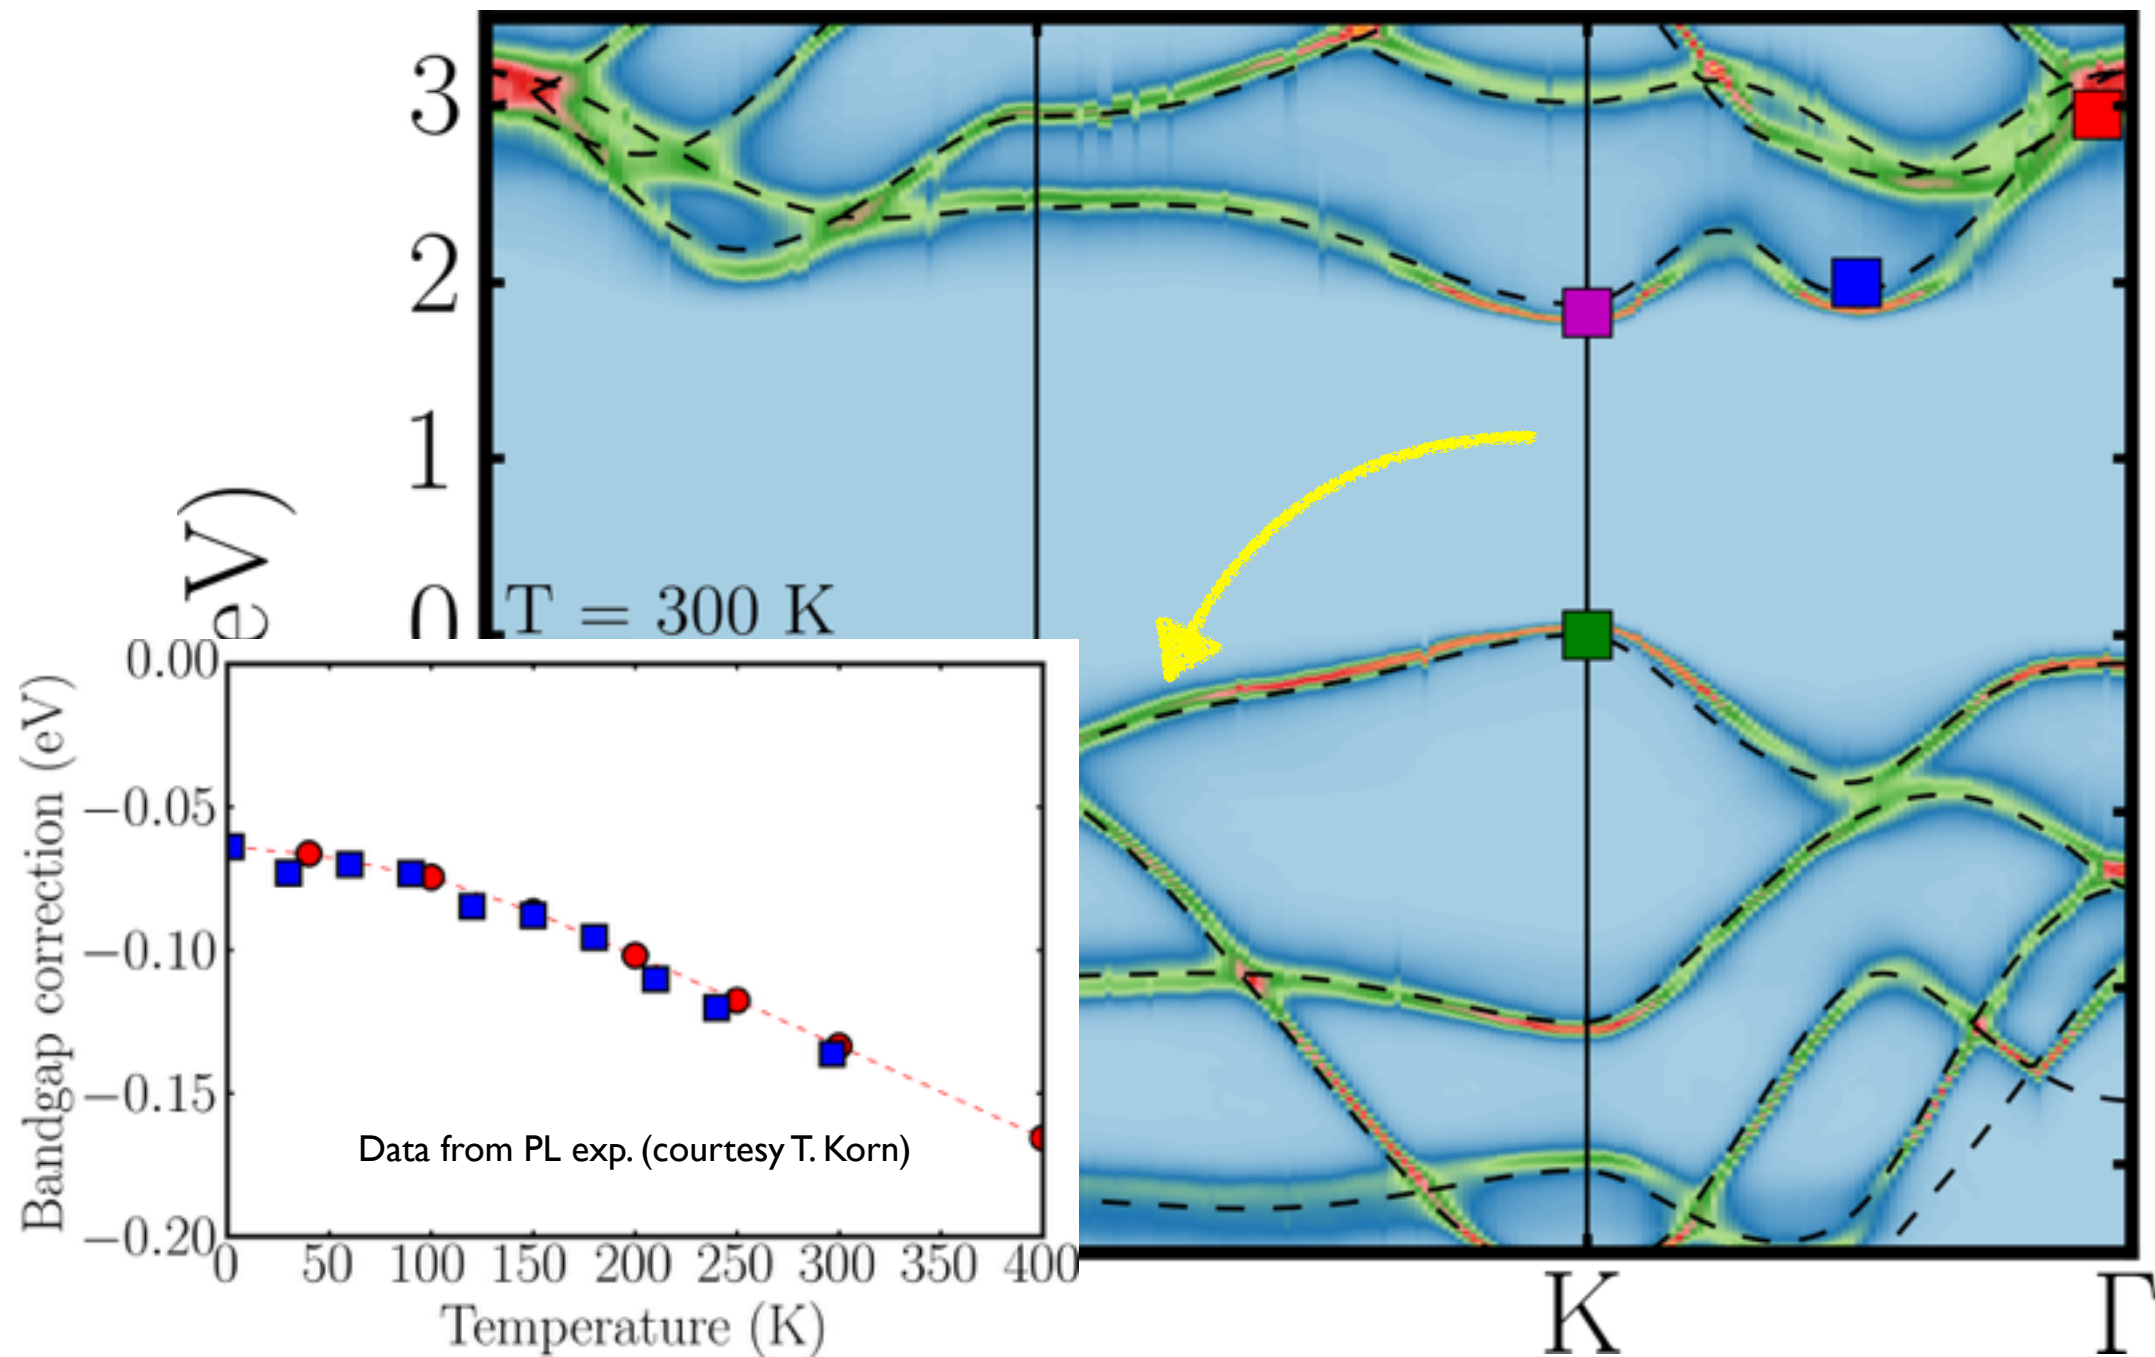 3
2
1
0
eV)
T = 300 K
0.00
−0.05
−0.10
−0.15
−0.20
Bandgap correction (eV)
Data from PL exp. (courtesy T. Korn)
0 50 100 150 200 250 300 350 400
Temperature (K)
K Γ